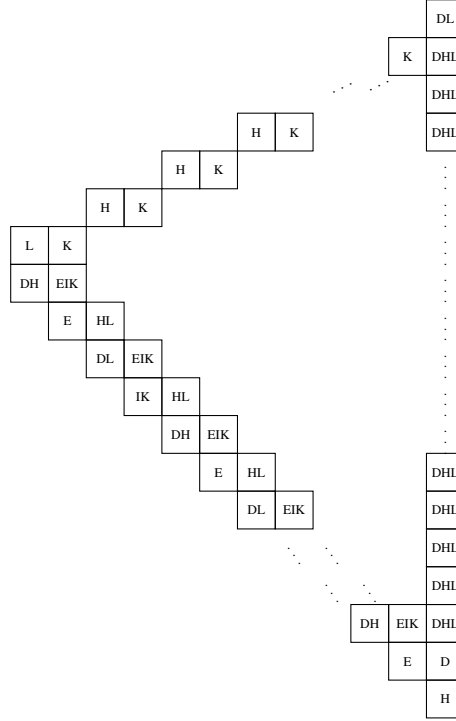 DL
K DHL
DHL
DHL
H K
H K
H K
L K
DH EIK
E HL
DL EIK
IK HL
DH EIK
E HL
DL EIK
DHL
DHL
DHL
DHL
DH EIK DHL
E D
H